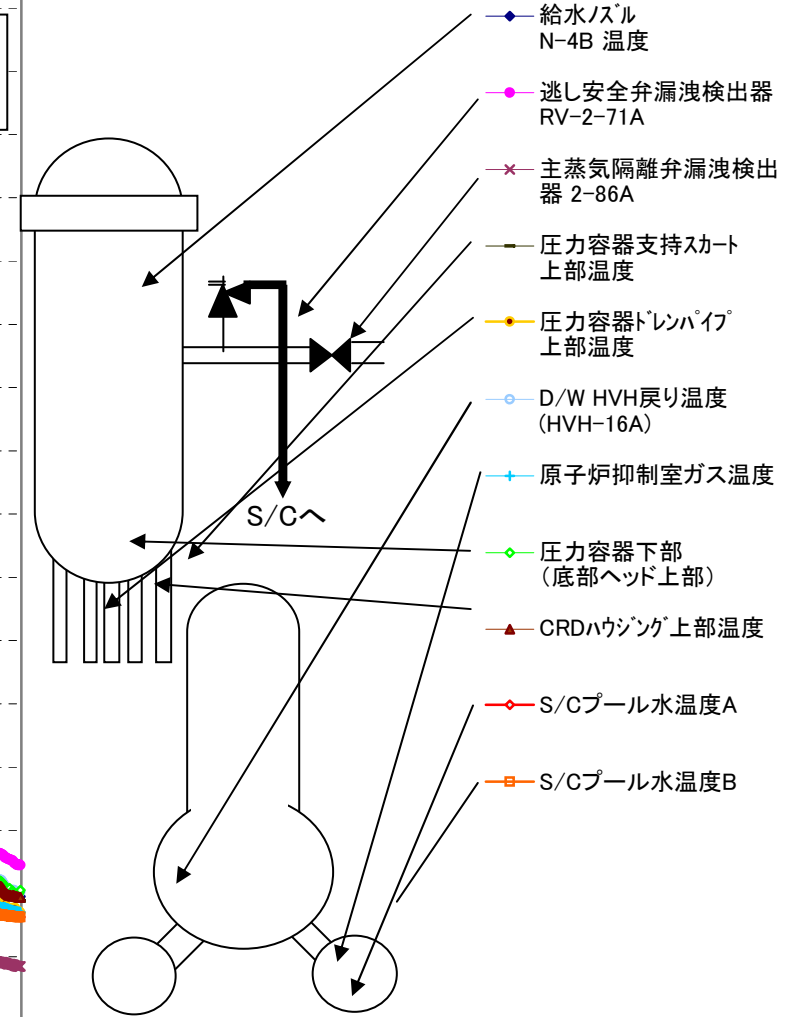 給水ノズル
N-4B 温度
逃し安全弁漏洩検出器
RV-2-71A
主蒸気隔離弁漏洩検出
器 2-86A
圧力容器支持スカート
上部温度
圧力容器ドレンパイプ
上部温度
D/W HVH戻り温度
(HVH-16A)
原子炉抑制室ガス温度
S/Cへ
圧力容器下部
(底部ヘッド上部)
CRDハウジング上部温度
S/Cプール水温度A
S/Cプール水温度B